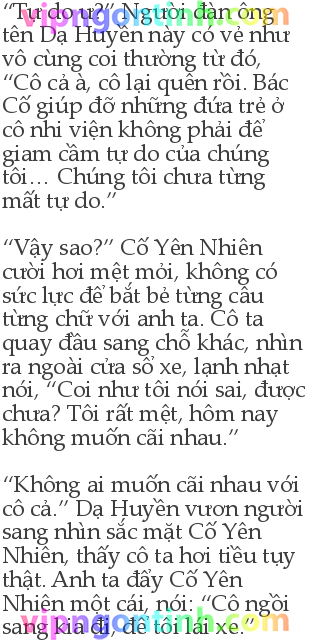 “Tự do ư?” Người đàn ông
vipngontinh.com
tên Dạ Huyền này có vẻ như
vô cùng coi thường từ đó,
“Cô cả à, cô lại quên rồi. Bác
Cố giúp đỡ những đứa trẻ ở
cô nhi viện không phải để
giam cầm tự do của chúng
tôi… Chúng tôi chưa từng
mất tự do.”
“Vậy sao?” Cố Yên Nhiên
cười hơi mệt mỏi, không có
sức lực để bắt bẻ từng câu
từng chữ với anh ta. Cô ta
quay đầu sang chỗ khác, nhìn
ra ngoài cửa sổ xe, lạnh nhạt
nói, “Coi như tôi nói sai, được
chưa? Tôi rất mệt, hôm nay
không muốn cãi nhau.”
“Không ai muốn cãi nhau với
cô cả.” Dạ Huyền vươn người
sang nhìn sắc mặt Cố Yên
Nhiên, thấy cô ta hơi tiều tụy
thật. Anh ta đẩy Cố Yên
Nhiên một cái, nói: “Cô ngồi
vipngontinh.com
sang kia đi, để tôi lái xe.”